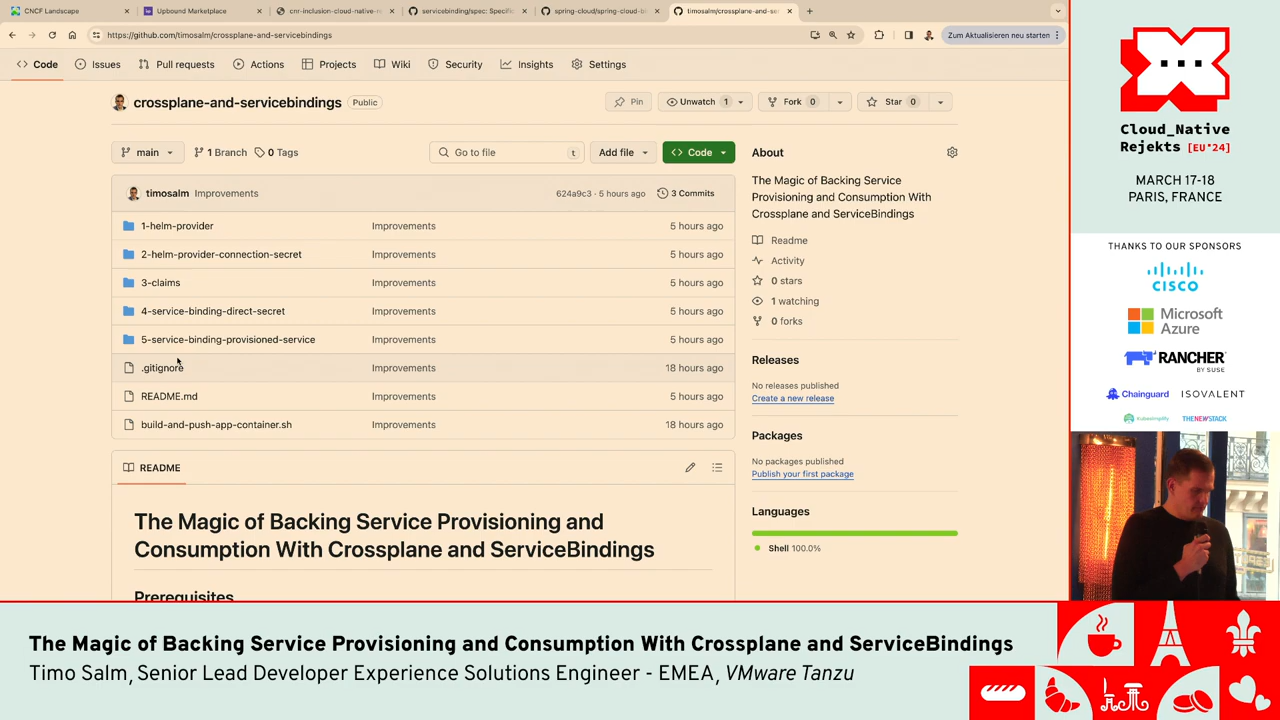 CNCF Landscape
Upbound Marketplace
cnr-inclusion-cloud-native-r
servicebinding/spec: Specific
spring-cloud/spring-cloud-bi
timosalm/crossplane-and-se
https://github.com/timosalm/crossplane-and-servicebindings
Zum Aktualisieren neu starten
Code
Issues
Pull requests
Actions
Projects
Wiki
Security
Insights
Settings
crossplane-and-servicebindings
Public
Pin
Unwatch 1
Fork 0
Star 0
main
1 Branch
0 Tags
Go to file
t
Add file
Code
timosalm Improvements
624a9c3 · 5 hours ago
3 Commits
1-helm-provider Improvements 5 hours ago
2-helm-provider-connection-secret Improvements 5 hours ago
3-claims Improvements 5 hours ago
4-service-binding-direct-secret Improvements 5 hours ago
5-service-binding-provisioned-service Improvements 5 hours ago
.gitignore Improvements 18 hours ago
README.md Improvements 5 hours ago
build-and-push-app-container.sh Improvements 18 hours ago
README
The Magic of Backing Service Provisioning and
Consumption With Crossplane and ServiceBindings
Prerequisites
About
The Magic of Backing Service
Provisioning and Consumption With
Crossplane and ServiceBindings
Readme
Activity
0 stars
1 watching
0 forks
Releases
No releases published
Create a new release
Packages
No packages published
Publish your first package
Languages
Shell 100.0%
Cloud_Native
Rejekts [EU'24]
MARCH 17-18
PARIS, FRANCE
THANKS TO OUR SPONSORS
CISCO
Microsoft
Azure
RANCHER
BY SUSE
Chainguard
ISOVALENT
kubesimplify
THENEWSTACK
The Magic of Backing Service Provisioning and Consumption With Crossplane and ServiceBindings
Timo Salm, Senior Lead Developer Experience Solutions Engineer - EMEA, VMware Tanzu